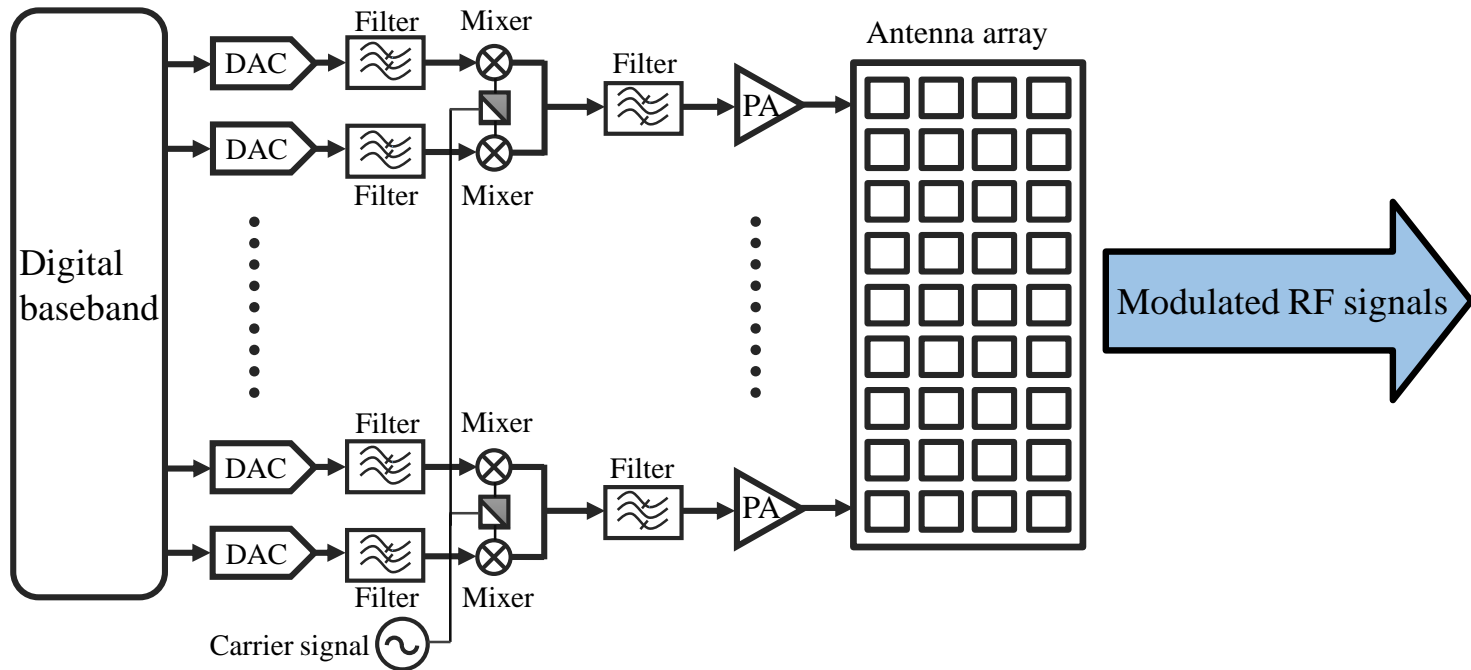 Filter
Mixer
Antenna array
DAC
Filter
PA
DAC
Filter
Mixer
Digital
baseband
Modulated RF signals
Filter
Mixer
Filter
DAC
PA
DAC
Filter
Mixer
Carrier signal